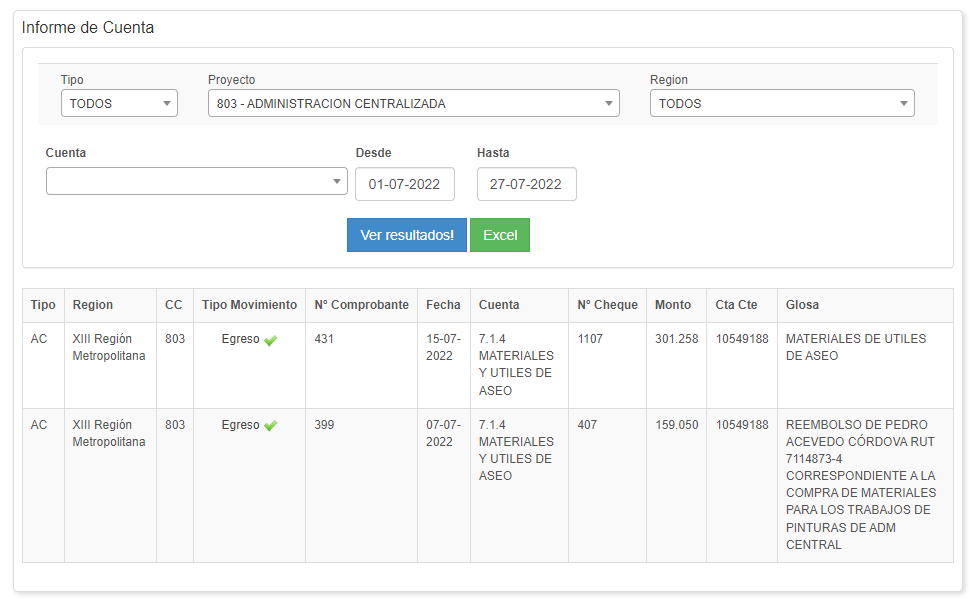 Informe de Cuenta
Tipo Proyecto Region
TODOS 803 - ADMINISTRACION CENTRALIZADA TODOS
Cuenta Desde Hasta
01-07-2022 27-07-2022
Ver resultados! Excel
Tipo Region CC Tipo Movimiento N° Comprobante Fecha Cuenta N° Cheque Monto Cta Cte Glosa
AC XIII Región 803 Egreso 431 15-07- 7.1.4 1107 301.258 10549188 MATERIALES DE UTILES
Metropolitana 2022 MATERIALES DE ASEO
Y UTILES DE
ASEO
AC XIII Región 803 Egreso 399 07-07- 7.1.4 407 159.050 10549188 REEMBOLSO DE PEDRO
Metropolitana 2022 MATERIALES ACEVEDO CÓRDOVA RUT
Y UTILES DE 7114873-4
ASEO CORRESPONDIENTE A LA
COMPRA DE MATERIALES
PARA LOS TRABAJOS DE
PINTURAS DE ADM
CENTRAL